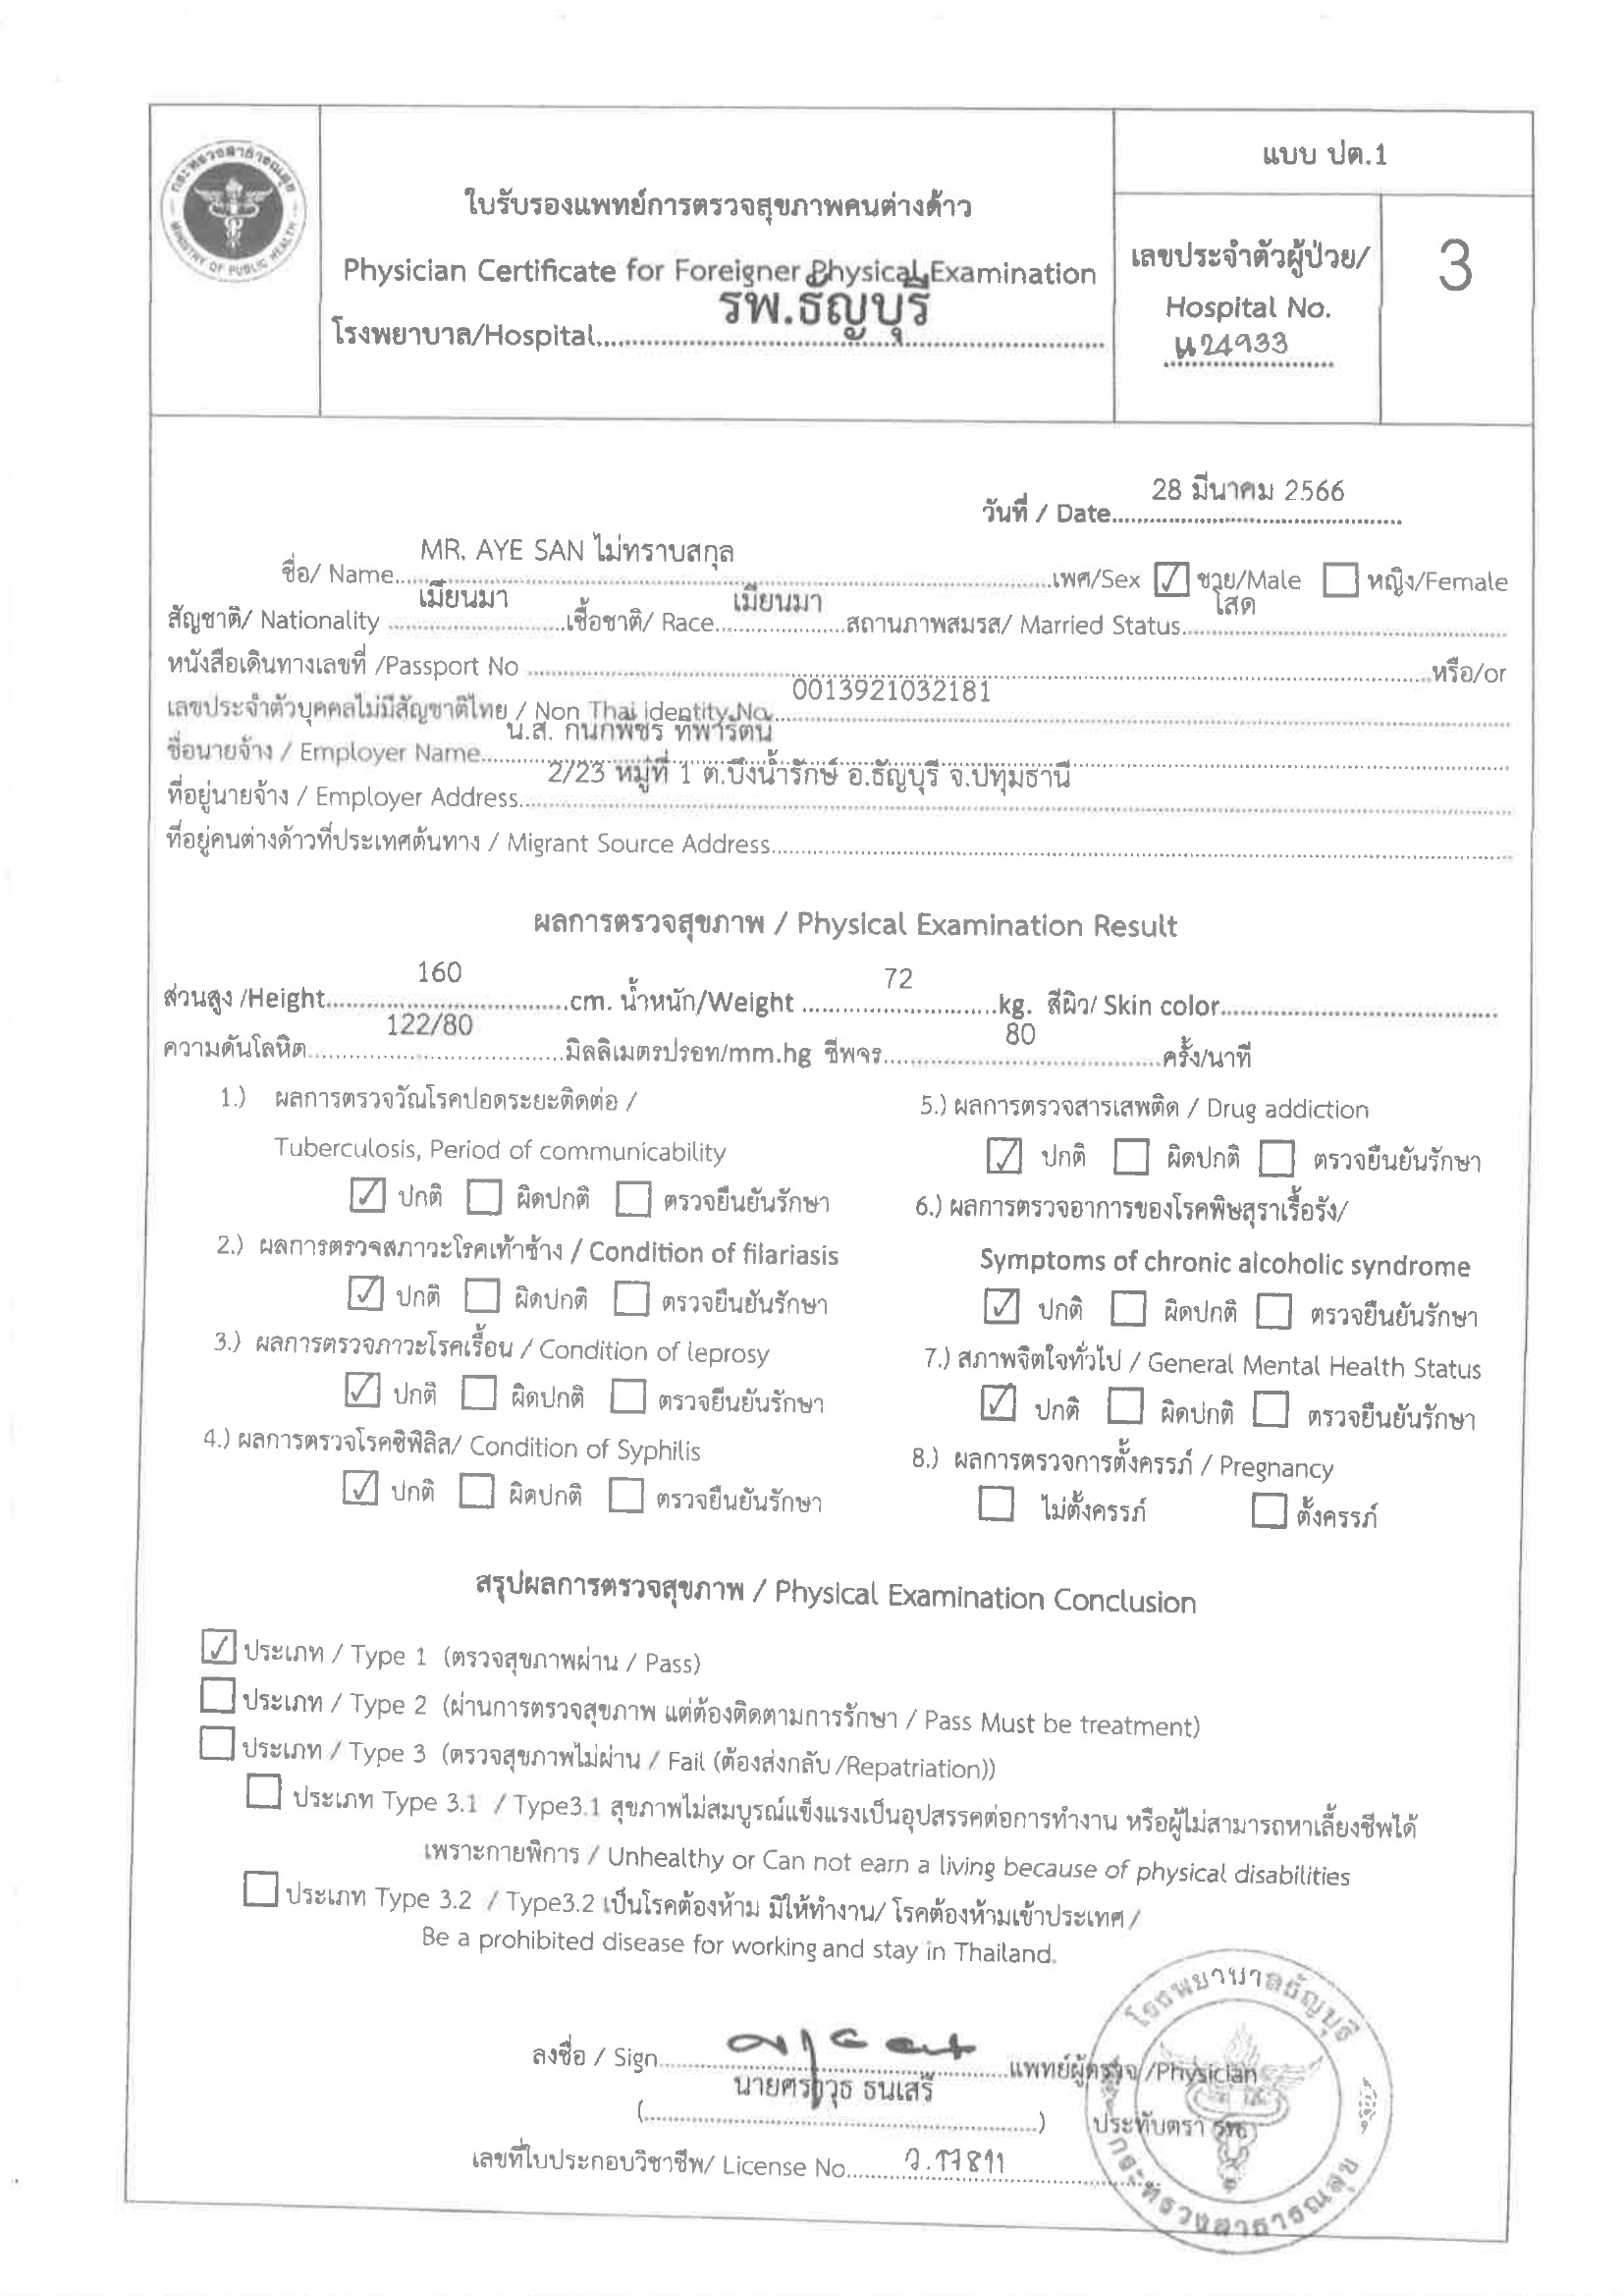 แบบ ปต.1
กระทรวงสาธารณสุข
MINISTRY OF PUBLIC HEALTH
ใบรับรองแพทย์การตรวจสุขภาพคนต่างด้าว
Physician Certificate for Foreigner Physical Examination
โรงพยาบาล/Hospital รพ.ธัญบุรี
เลขประจำตัวผู้ป่วย/
Hospital No.
น24933
3
วันที่ / Date 28 มีนาคม 2566
ชื่อ/ Name MR. AYE SAN ไม่ทราบสกุล เพศ/Sex ☑ ชาย/Male ☐ หญิง/Female
สัญชาติ/ Nationality เมียนมา เชื้อชาติ/ Race เมียนมา สถานภาพสมรส/ Married Status โสด
หนังสือเดินทางเลขที่ /Passport No หรือ/or
เลขประจำตัวบุคคลไม่มีสัญชาติไทย / Non Thai Identity No. 0013921032181
ชื่อนายจ้าง / Employer Name น.ส. กนกพัชร ทิพารัตน์
ที่อยู่นายจ้าง / Employer Address 2/23 หมู่ที่ 1 ต.บึงน้ำรักษ์ อ.ธัญบุรี จ.ปทุมธานี
ที่อยู่คนต่างด้าวที่ประเทศต้นทาง / Migrant Source Address
ผลการตรวจสุขภาพ / Physical Examination Result
ส่วนสูง /Height 160 cm. น้ำหนัก/Weight 72 kg. สีผิว/ Skin color
ความดันโลหิต 122/80 มิลลิเมตรปรอท/mm.hg ชีพจร 80 ครั้ง/นาที
1.) ผลการตรวจวัณโรคปอดระยะติดต่อ /
Tuberculosis, Period of communicability
☑ ปกติ ☐ ผิดปกติ ☐ ตรวจยืนยันรักษา
2.) ผลการตรวจสภาวะโรคเท้าช้าง / Condition of filariasis
☑ ปกติ ☐ ผิดปกติ ☐ ตรวจยืนยันรักษา
3.) ผลการตรวจภาวะโรคเรื้อน / Condition of leprosy
☑ ปกติ ☐ ผิดปกติ ☐ ตรวจยืนยันรักษา
4.) ผลการตรวจโรคซิฟิลิส/ Condition of Syphilis
☑ ปกติ ☐ ผิดปกติ ☐ ตรวจยืนยันรักษา
5.) ผลการตรวจสารเสพติด / Drug addiction
☑ ปกติ ☐ ผิดปกติ ☐ ตรวจยืนยันรักษา
6.) ผลการตรวจอาการของโรคพิษสุราเรื้อรัง/
Symptoms of chronic alcoholic syndrome
☑ ปกติ ☐ ผิดปกติ ☐ ตรวจยืนยันรักษา
7.) สภาพจิตใจทั่วไป / General Mental Health Status
☑ ปกติ ☐ ผิดปกติ ☐ ตรวจยืนยันรักษา
8.) ผลการตรวจการตั้งครรภ์ / Pregnancy
☐ ไม่ตั้งครรภ์ ☐ ตั้งครรภ์
สรุปผลการตรวจสุขภาพ / Physical Examination Conclusion
☑ ประเภท / Type 1 (ตรวจสุขภาพผ่าน / Pass)
☐ ประเภท / Type 2 (ผ่านการตรวจสุขภาพ แต่ต้องติดตามการรักษา / Pass Must be treatment)
☐ ประเภท / Type 3 (ตรวจสุขภาพไม่ผ่าน / Fail (ต้องส่งกลับ /Repatriation))
☐ ประเภท Type 3.1 / Type3.1 สุขภาพไม่สมบูรณ์แข็งแรงเป็นอุปสรรคต่อการทำงาน หรือผู้ไม่สามารถหาเลี้ยงชีพได้
เพราะกายพิการ / Unhealthy or Can not earn a living because of physical disabilities
☐ ประเภท Type 3.2 / Type3.2 เป็นโรคต้องห้าม มิให้ทำงาน/ โรคต้องห้ามเข้าประเทศ /
Be a prohibited disease for working and stay in Thailand.
ลงชื่อ / Sign แพทย์ผู้ตรวจ /Physician
(นายศราวุธ ธนเสรี) ประทับตรา รพ.
เลขที่ใบประกอบวิชาชีพ/ License No. ว.17811
โรงพยาบาลธัญบุรี
กระทรวงสาธารณสุข